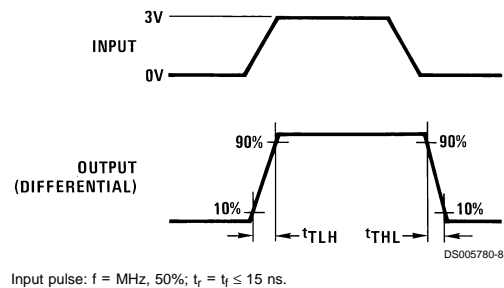 3V
INPUT
0V
90% 90%
OUTPUT
(DIFFERENTIAL)
10% 10%
tTLH tTHL
DS005780-8
Input pulse: f = MHz, 50%; tr = tf ≤ 15 ns.